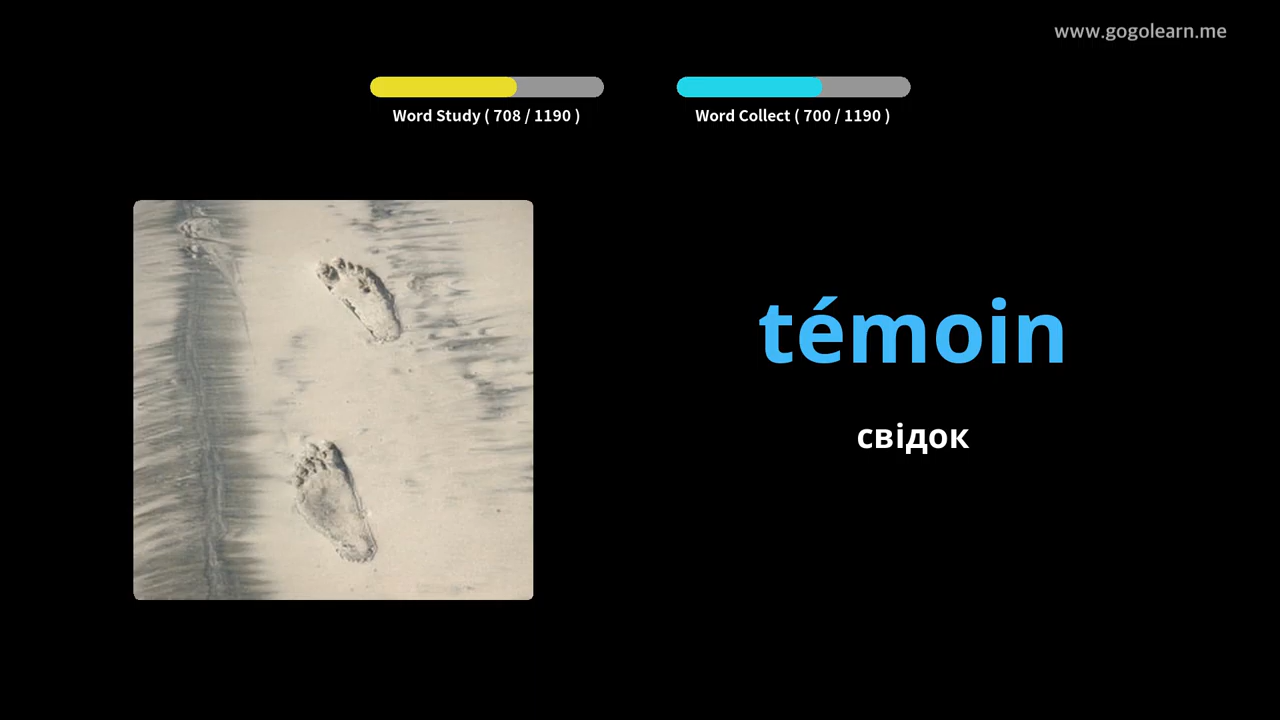 www.gogolearn.me
Word Study ( 708 / 1190 )
Word Collect ( 700 / 1190 )
témoin
свідок